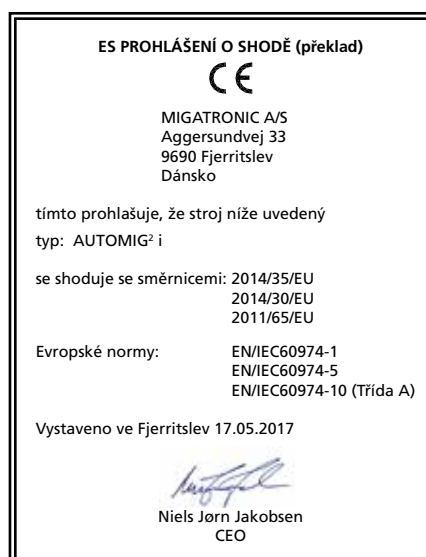 ES PROHLÁŠENÍ O SHODĚ (překlad)
CE
MIGATRONIC A/S
Aggersundvej 33
9690 Fjerritslev
Dánsko
tímto prohlašuje, že stroj níže uvedený
typ: AUTOMIG² i
se shoduje se směrnicemi: 2014/35/EU
2014/30/EU
2011/65/EU
Evropské normy: EN/IEC60974-1
EN/IEC60974-5
EN/IEC60974-10 (Třída A)
Vystaveno ve Fjerritslev 17.05.2017
Niels Jørn Jakobsen
CEO